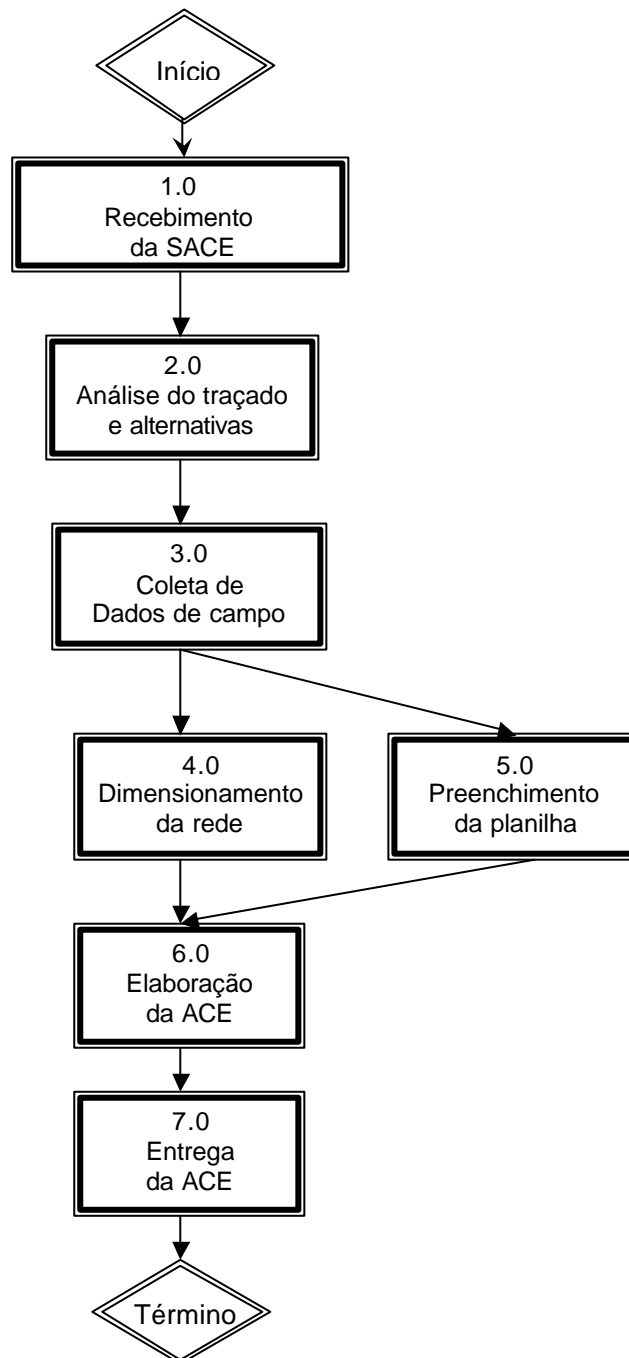 Início
1.0
Recebimento
da SACE
2.0
Análise do traçado
e alternativas
3.0
Coleta de
Dados de campo
4.0
Dimensionamento
da rede
5.0
Preenchimento
da planilha
6.0
Elaboração
da ACE
7.0
Entrega
da ACE
Término